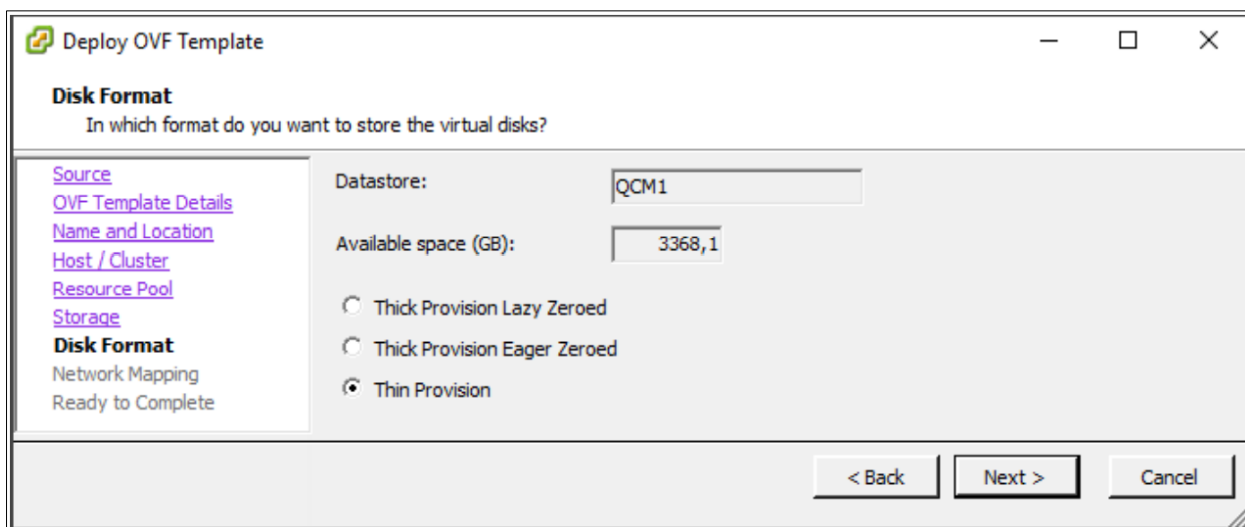 Deploy OVF Template
Disk Format
In which format do you want to store the virtual disks?
Source
OVF Template Details
Name and Location
Host / Cluster
Resource Pool
Storage
Disk Format
Network Mapping
Ready to Complete
Datastore: QCM1
Available space (GB): 3368,1
Thick Provision Lazy Zeroed
Thick Provision Eager Zeroed
Thin Provision
< Back Next > Cancel